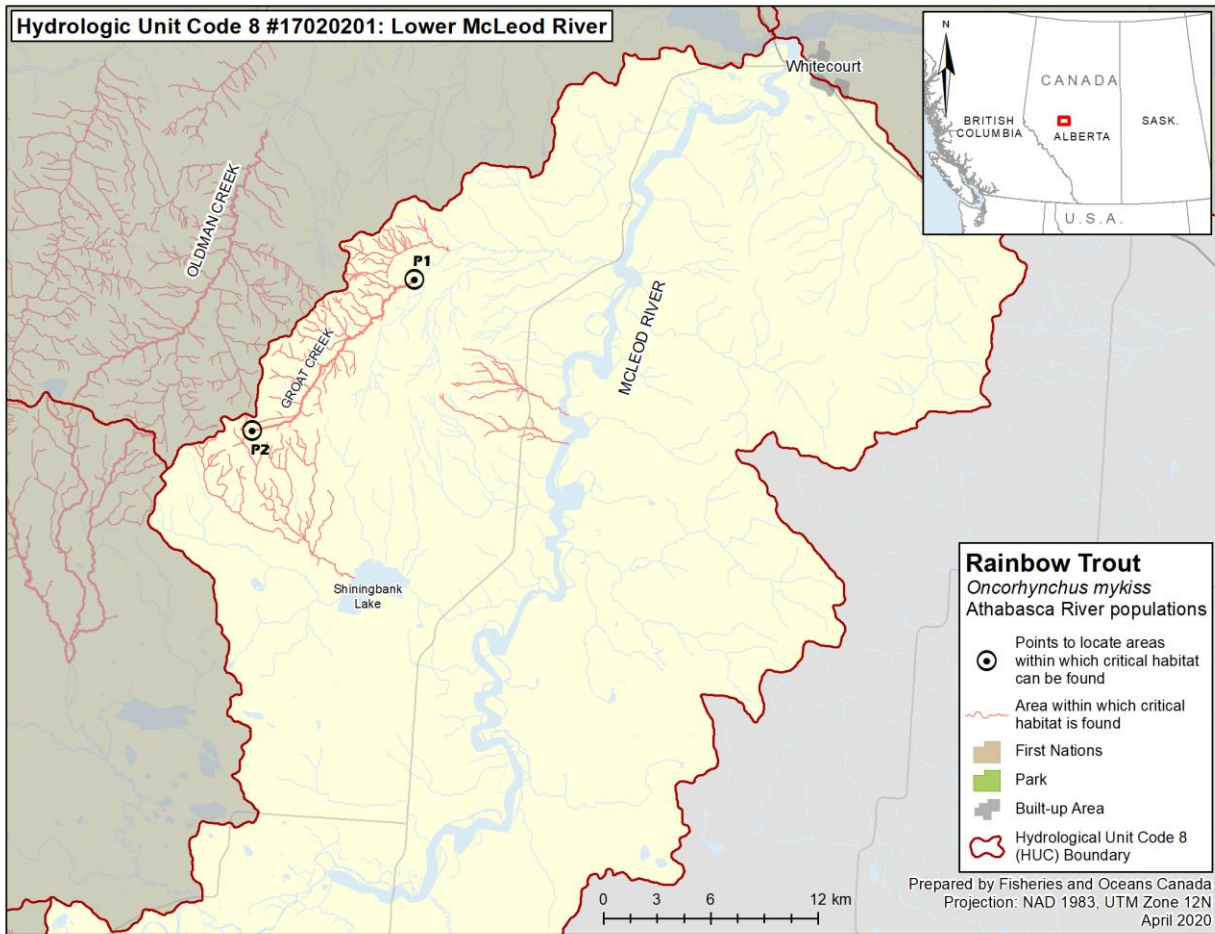 Hydrologic Unit Code 8 #17020201: Lower McLeod River
Whitecourt
N
CANADA
BRITISH
COLUMBIA
ALBERTA
SASK.
U.S.A.
OLDMAN CREEK
P1
GROAT CREEK
MCLEOD RIVER
P2
Shiningbank
Lake
Rainbow Trout
Oncorhynchus mykiss
Athabasca River populations
Points to locate areas
within which critical habitat
can be found
Area within which critical
habitat is found
First Nations
Park
Built-up Area
Hydrological Unit Code 8
(HUC) Boundary
0 3 6 12 km
Prepared by Fisheries and Oceans Canada
Projection: NAD 1983, UTM Zone 12N
April 2020